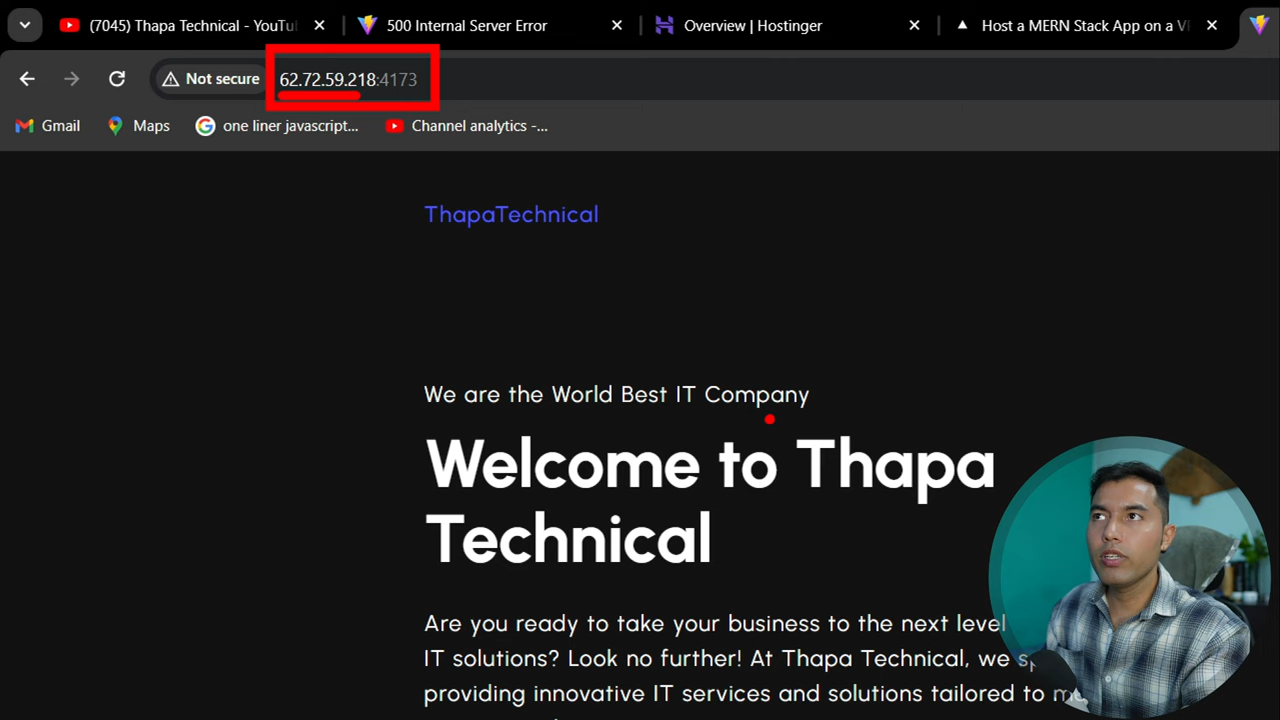 (7045) Thapa Technical - YouTu
500 Internal Server Error
Overview | Hostinger
Host a MERN Stack App on a V
Not secure
62.72.59.218:4173
Gmail
Maps
one liner javascript...
Channel analytics -...
ThapaTechnical
We are the World Best IT Company
Welcome to Thapa
Technical
Are you ready to take your business to the next level
IT solutions? Look no further! At Thapa Technical, we sp
providing innovative IT services and solutions tailored to m